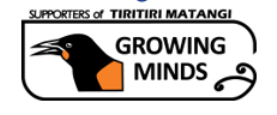 SUPPORTERS of TIRITIRI MATANGI
GROWING
MINDS